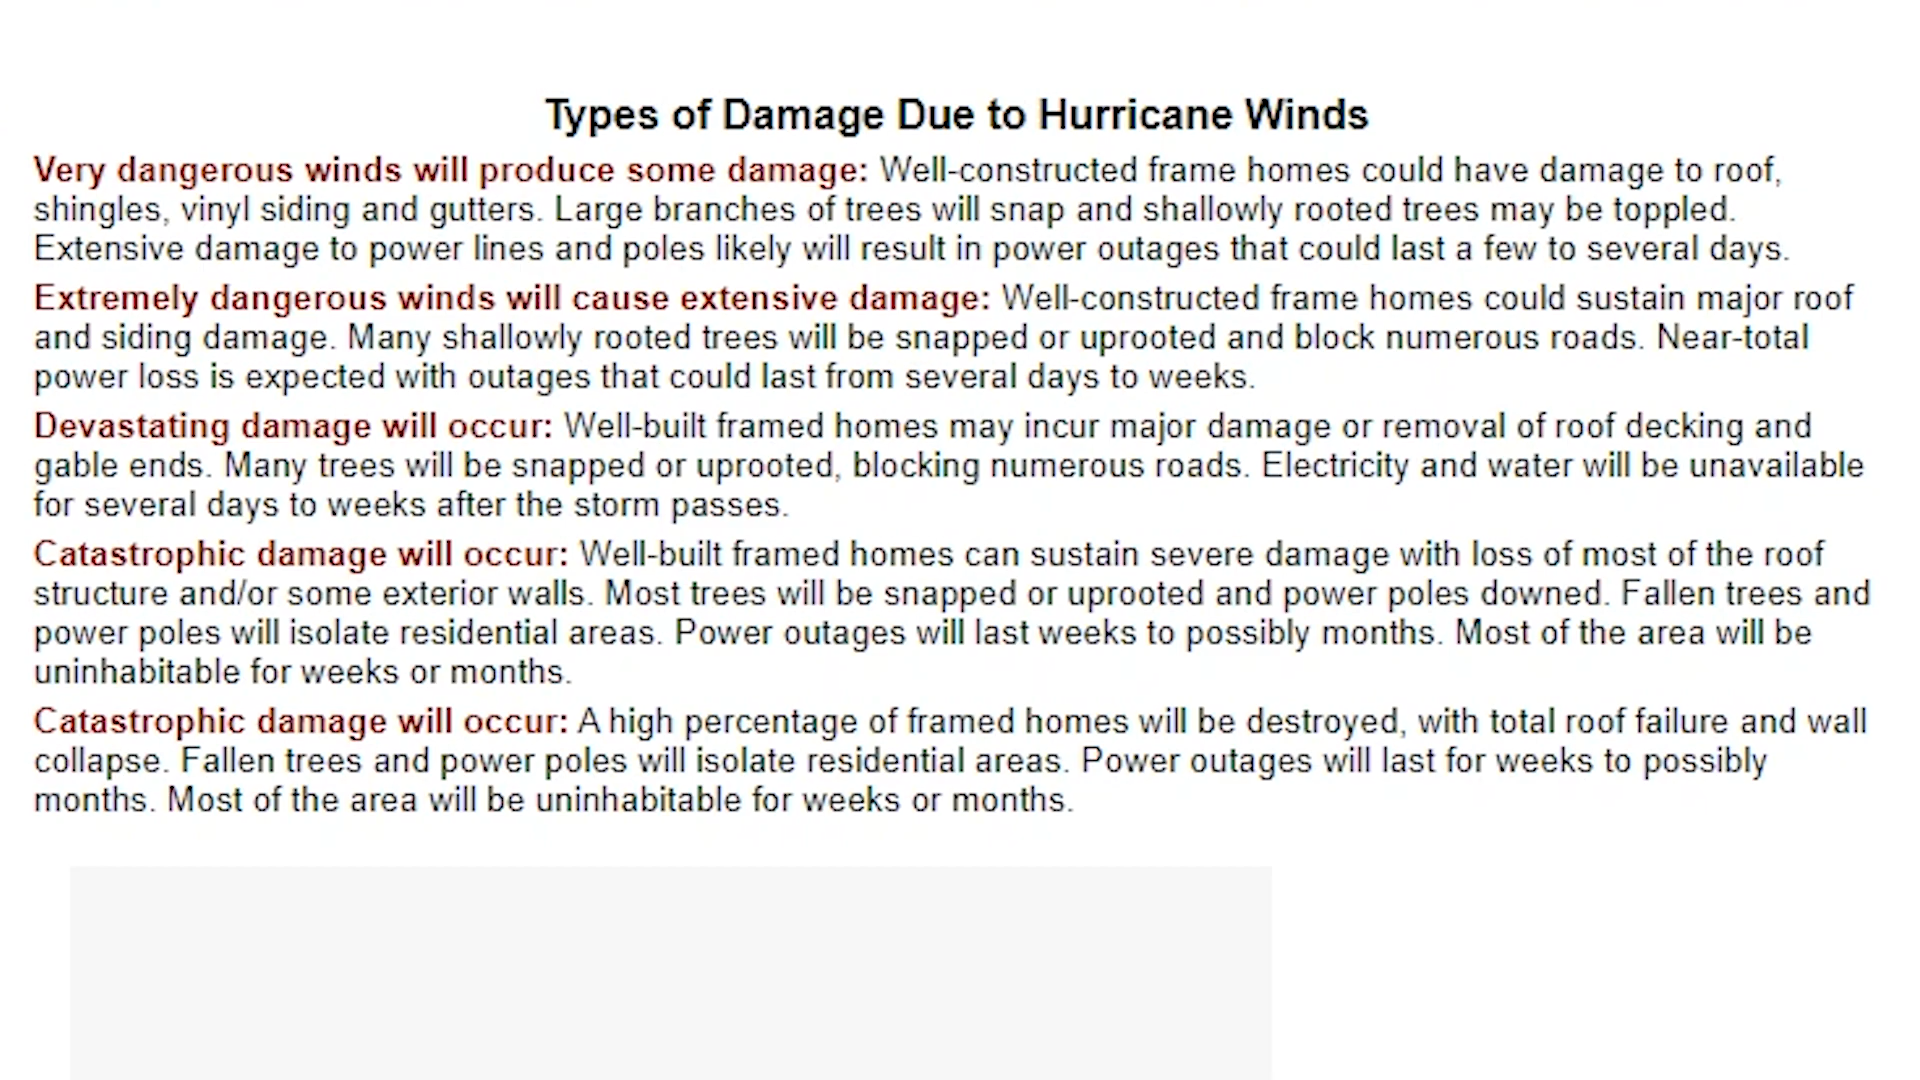 Types of Damage Due to Hurricane Winds
Very dangerous winds will produce some damage: Well-constructed frame homes could have damage to roof,
shingles, vinyl siding and gutters. Large branches of trees will snap and shallowly rooted trees may be toppled.
Extensive damage to power lines and poles likely will result in power outages that could last a few to several days.
Extremely dangerous winds will cause extensive damage: Well-constructed frame homes could sustain major roof
and siding damage. Many shallowly rooted trees will be snapped or uprooted and block numerous roads. Near-total
power loss is expected with outages that could last from several days to weeks.
Devastating damage will occur: Well-built framed homes may incur major damage or removal of roof decking and
gable ends. Many trees will be snapped or uprooted, blocking numerous roads. Electricity and water will be unavailable
for several days to weeks after the storm passes.
Catastrophic damage will occur: Well-built framed homes can sustain severe damage with loss of most of the roof
structure and/or some exterior walls. Most trees will be snapped or uprooted and power poles downed. Fallen trees and
power poles will isolate residential areas. Power outages will last weeks to possibly months. Most of the area will be
uninhabitable for weeks or months.
Catastrophic damage will occur: A high percentage of framed homes will be destroyed, with total roof failure and wall
collapse. Fallen trees and power poles will isolate residential areas. Power outages will last for weeks to possibly
months. Most of the area will be uninhabitable for weeks or months.